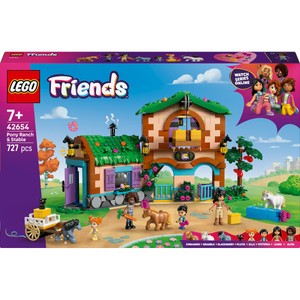 LEGO
Friends
WATCH
SERIES
ONLINE
7+
42654
Pony Ranch
& Stable
727 pcs